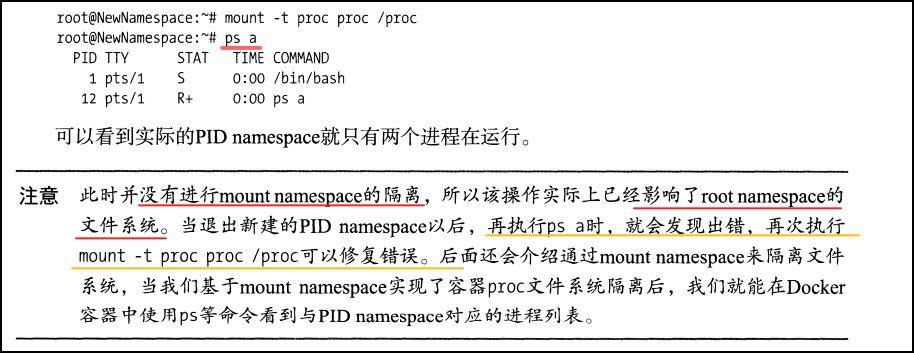 root@NewNamespace:~# mount -t proc proc /proc
root@NewNamespace:~# ps a
PID TTY STAT TIME COMMAND
1 pts/1 S 0:00 /bin/bash
12 pts/1 R+ 0:00 ps a
可以看到实际的PID namespace就只有两个进程在运行。
注意 此时并没有进行mount namespace的隔离，所以该操作实际上已经影响了root namespace的
文件系统。当退出新建的PID namespace以后，再执行ps a时，就会发现出错，再次执行
mount -t proc proc /proc可以修复错误。后面还会介绍通过mount namespace来隔离文件
系统，当我们基于mount namespace实现了容器proc文件系统隔离后，我们就能在Docker
容器中使用ps等命令看到与PID namespace对应的进程列表。